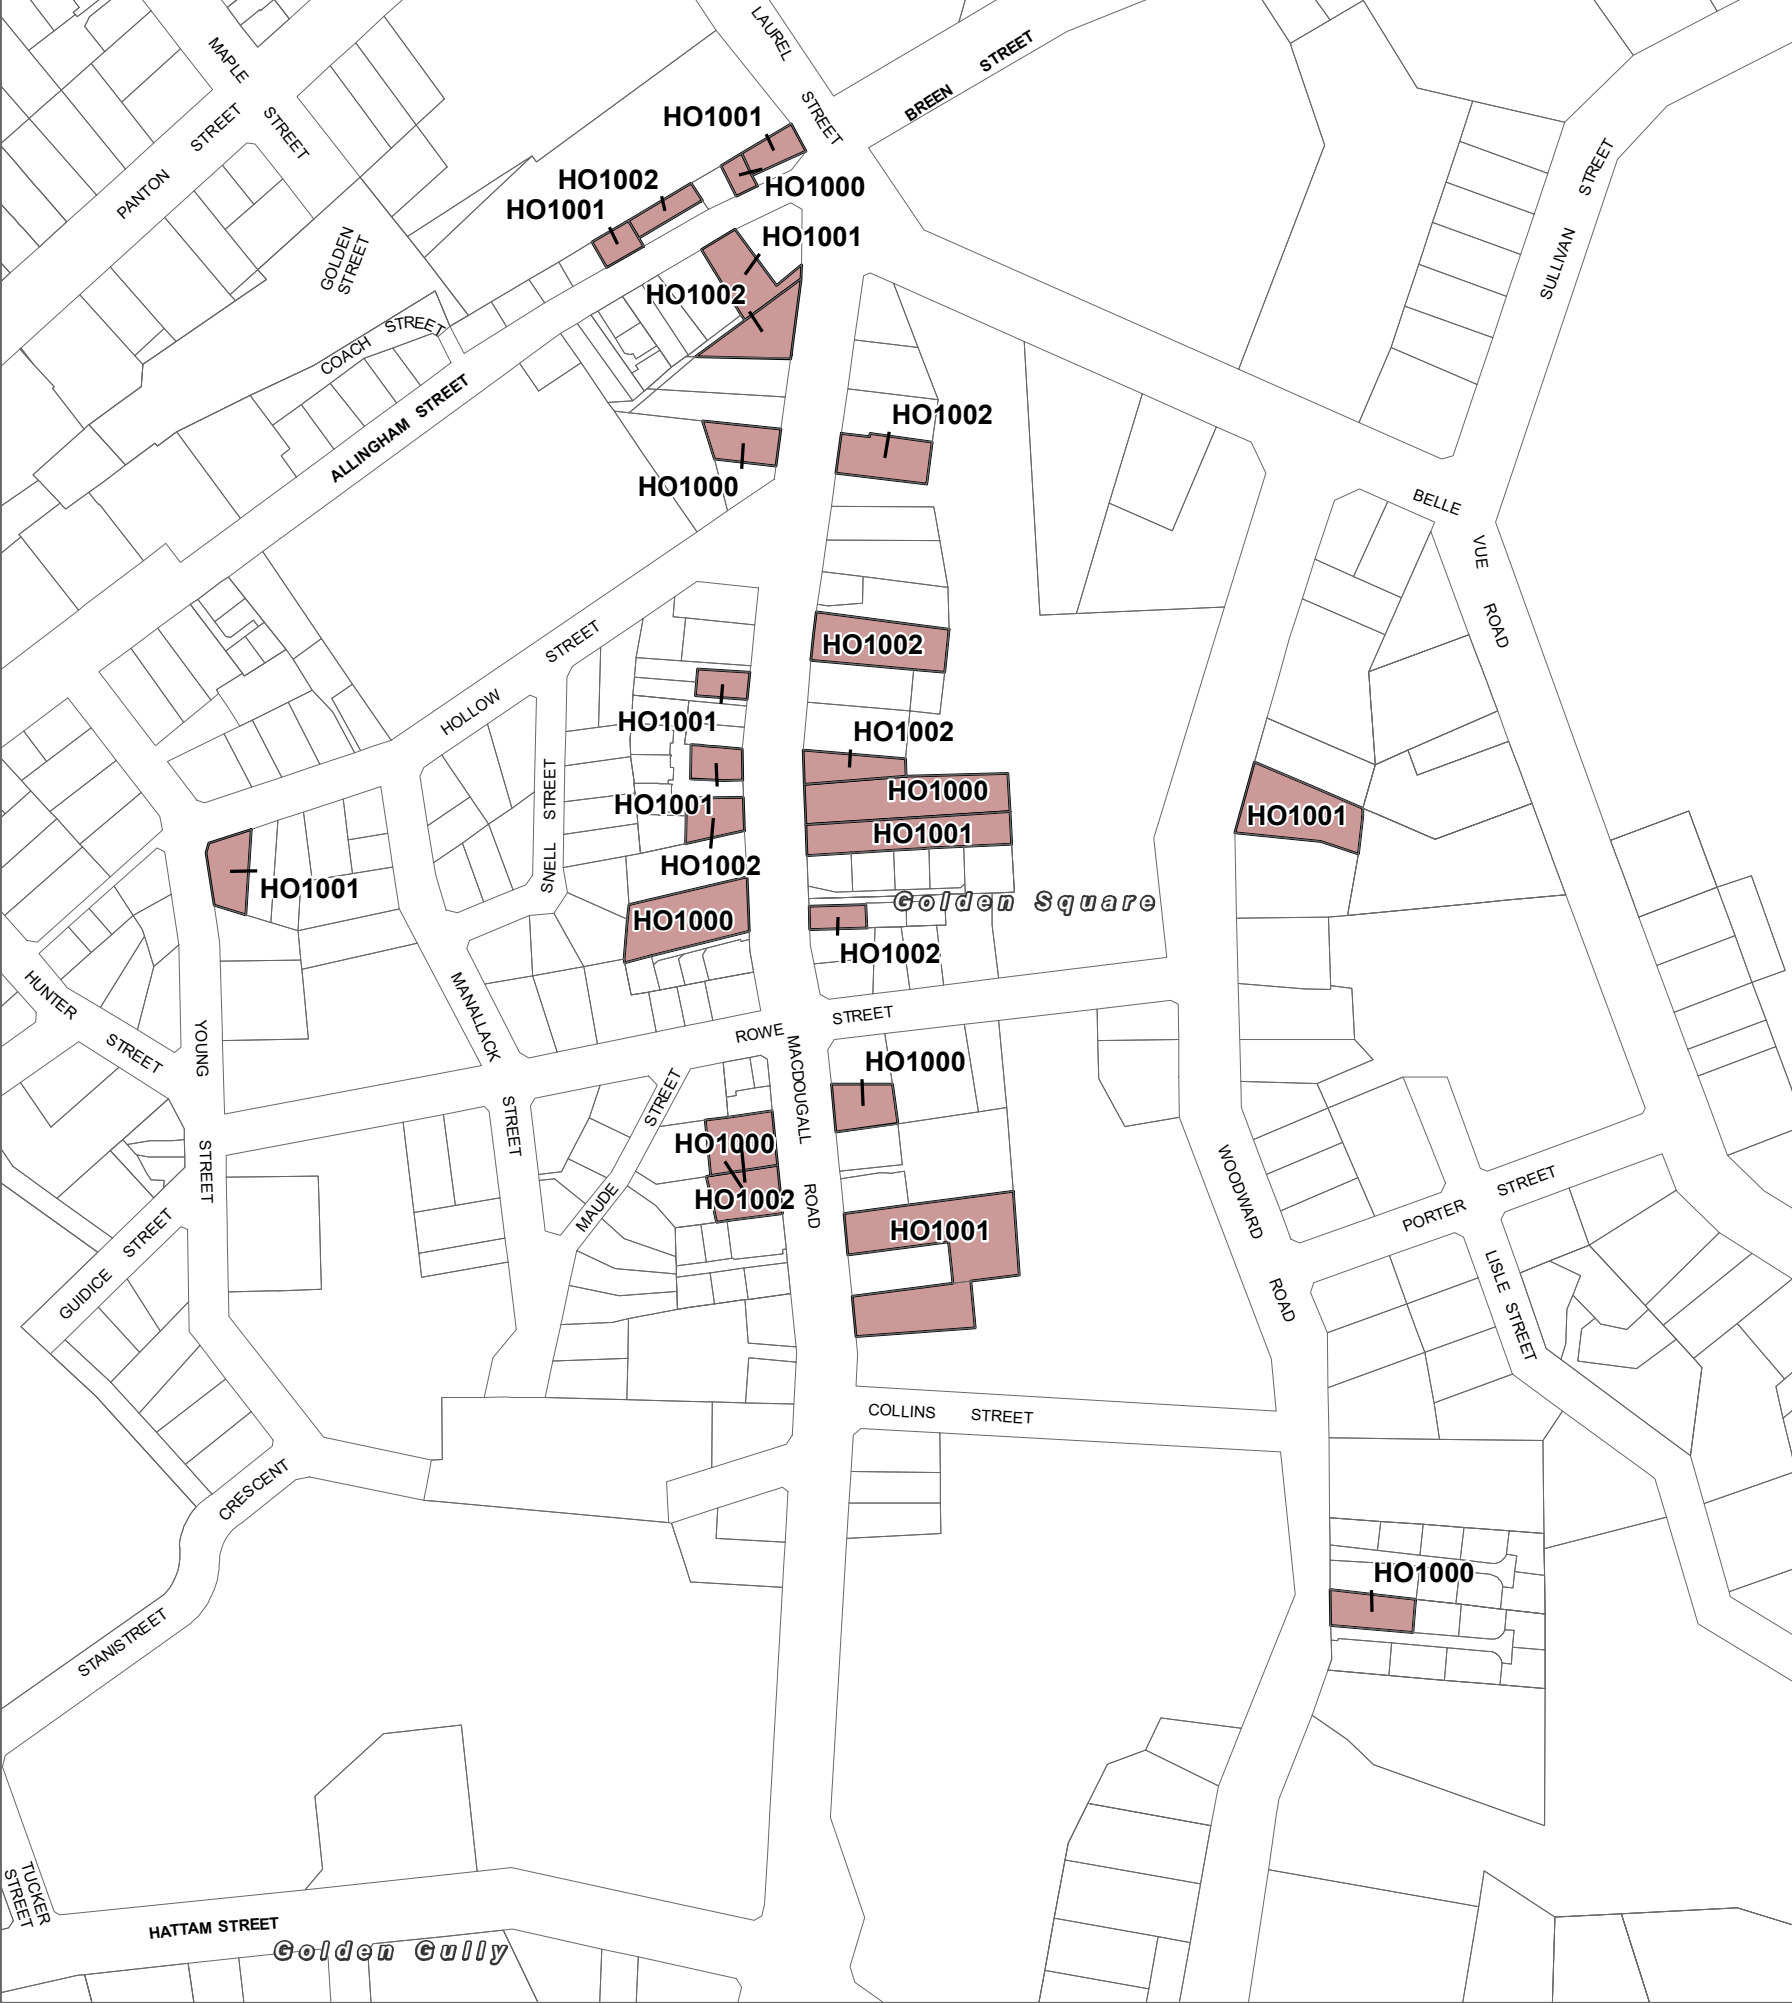 LAUREL
STREET
MAPLE
STREET
BREEN STREET
PANTON STREET
HO1001
HO1002
HO1000
HO1001
SULLIVAN STREET
GOLDEN
STREET
HO1001
HO1002
COACH STREET
ALLINGHAM STREET
HO1002
HO1000
BELLE
VUE
ROAD
HOLLOW STREET
HO1002
HO1001
HO1002
SNELL STREET
HO1001
HO1000
HO1001
HO1001
HO1002
HO1001
HO1000
Golden Square
HO1002
HUNTER
STREET
YOUNG
STREET
MANALLACK
STREET
ROWE STREET
MACDOUGALL
ROAD
HO1000
MAUDE STREET
HO1000
HO1002
HO1001
WOODWARD
ROAD
PORTER STREET
LISLE STREET
GUIDICE STREET
COLLINS STREET
STANISTREET CRESCENT
HO1000
TUCKER
STREET
HATTAM STREET
Golden Gully